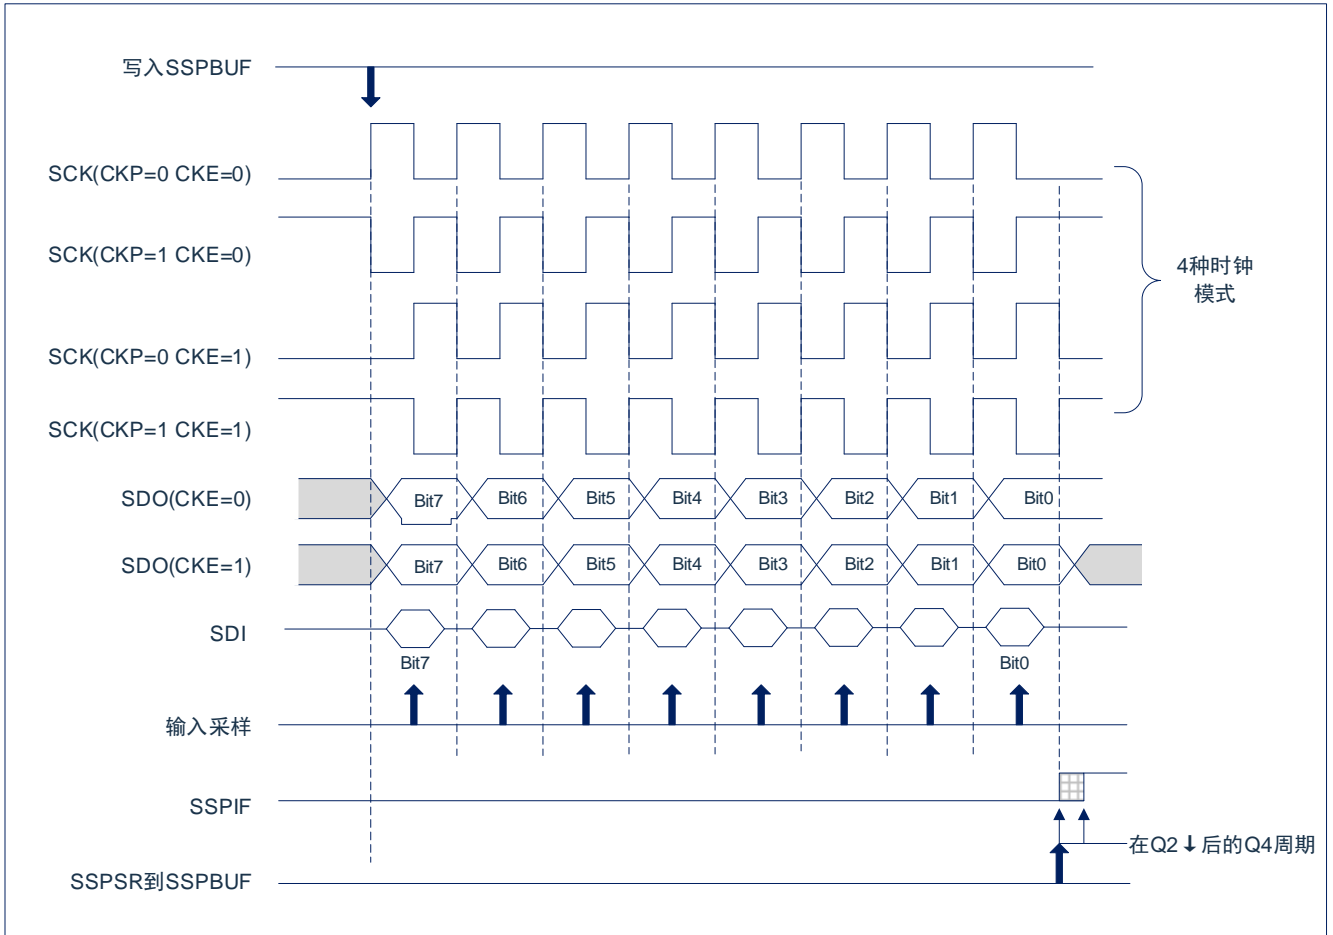 写入SSPBUF
SCK(CKP=0 CKE=0)
SCK(CKP=1 CKE=0)
4种时钟
模式
SCK(CKP=0 CKE=1)
SCK(CKP=1 CKE=1)
SDO(CKE=0) Bit7 Bit6 Bit5 Bit4 Bit3 Bit2 Bit1 Bit0
SDO(CKE=1) Bit7 Bit6 Bit5 Bit4 Bit3 Bit2 Bit1 Bit0
SDI
Bit7 Bit0
输入采样
SSPIF
在Q2↓后的Q4周期
SSPSR到SSPBUF